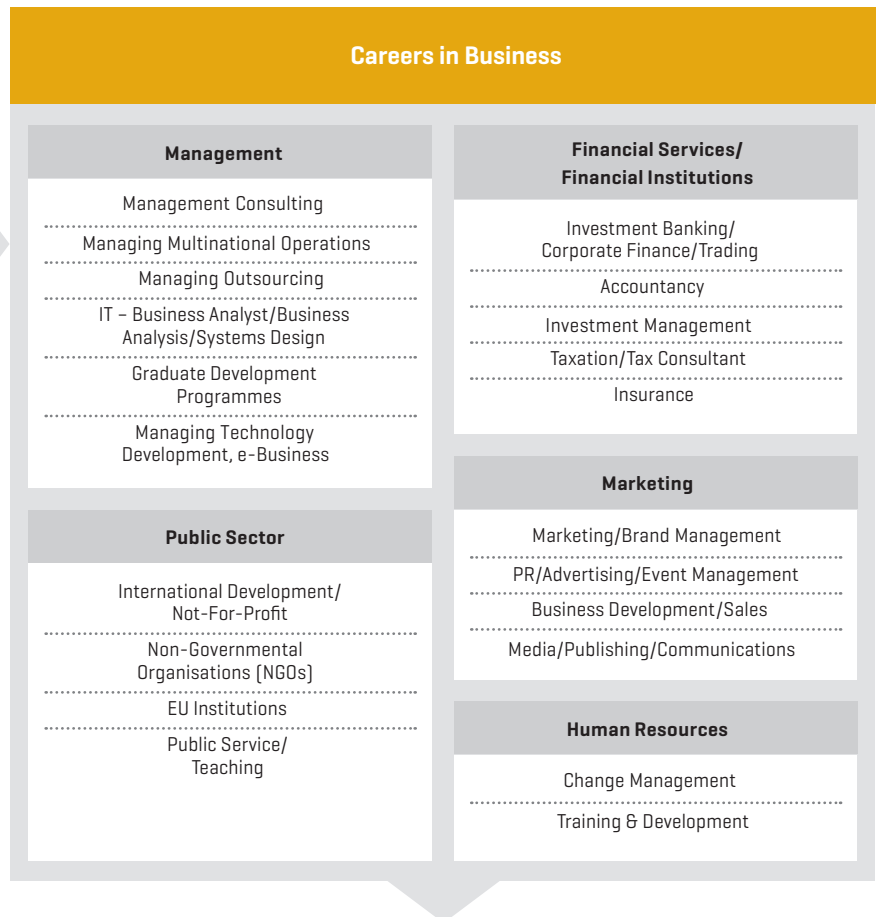 Careers in Business
Management
Management Consulting
Managing Multinational Operations
Managing Outsourcing
IT – Business Analyst/Business
Analysis/Systems Design
Graduate Development
Programmes
Managing Technology
Development, e-Business
Public Sector
International Development/
Not-For-Profit
Non-Governmental
Organisations (NGOs)
EU Institutions
Public Service/
Teaching
Financial Services/
Financial Institutions
Investment Banking/
Corporate Finance/Trading
Accountancy
Investment Management
Taxation/Tax Consultant
Insurance
Marketing
Marketing/Brand Management
PR/Advertising/Event Management
Business Development/Sales
Media/Publishing/Communications
Human Resources
Change Management
Training & Development